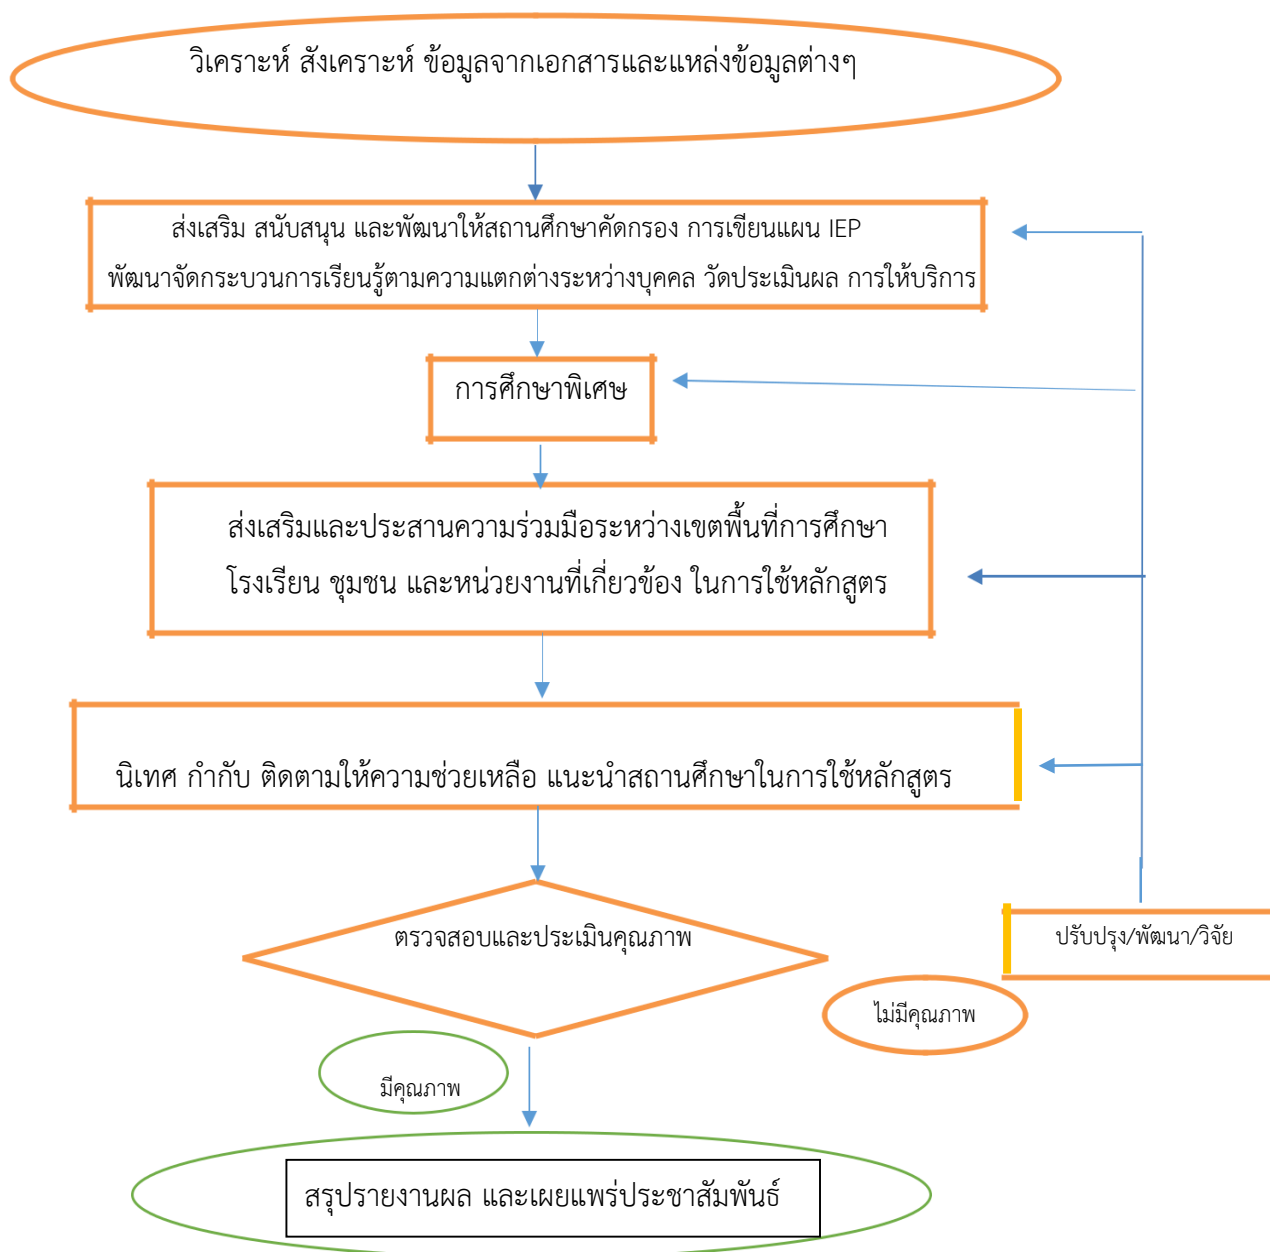 วิเคราะห์ สังเคราะห์ ข้อมูลจากเอกสารและแหล่งข้อมูลต่างๆ
ส่งเสริม สนับสนุน และพัฒนาให้สถานศึกษาคัดกรอง การเขียนแผน IEP
พัฒนาจัดกระบวนการเรียนรู้ตามความแตกต่างระหว่างบุคคล วัดประเมินผล การให้บริการ
การศึกษาพิเศษ
ส่งเสริมและประสานความร่วมมือระหว่างเขตพื้นที่การศึกษา
โรงเรียน ชุมชน และหน่วยงานที่เกี่ยวข้อง ในการใช้หลักสูตร
นิเทศ กำกับ ติดตามให้ความช่วยเหลือ แนะนำสถานศึกษาในการใช้หลักสูตร
ตรวจสอบและประเมินคุณภาพ
ปรับปรุง/พัฒนา/วิจัย
ไม่มีคุณภาพ
มีคุณภาพ
สรุปรายงานผล และเผยแพร่ประชาสัมพันธ์